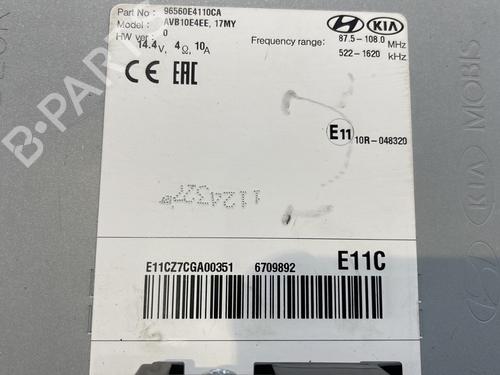 Part No : 96560E4110CA
Model : AVB10E4EE, 17MY
HW ver : 0
14.4V, 4Ω, 10A
HYUNDAI KIA
Frequency range: 87.5 - 108.0 MHz
522 - 1620 kHz
CE EAC
E11 10R - 048320
E11CZ7CGA00351 6709892 E11C
KIA MOBIS
B-PARTS